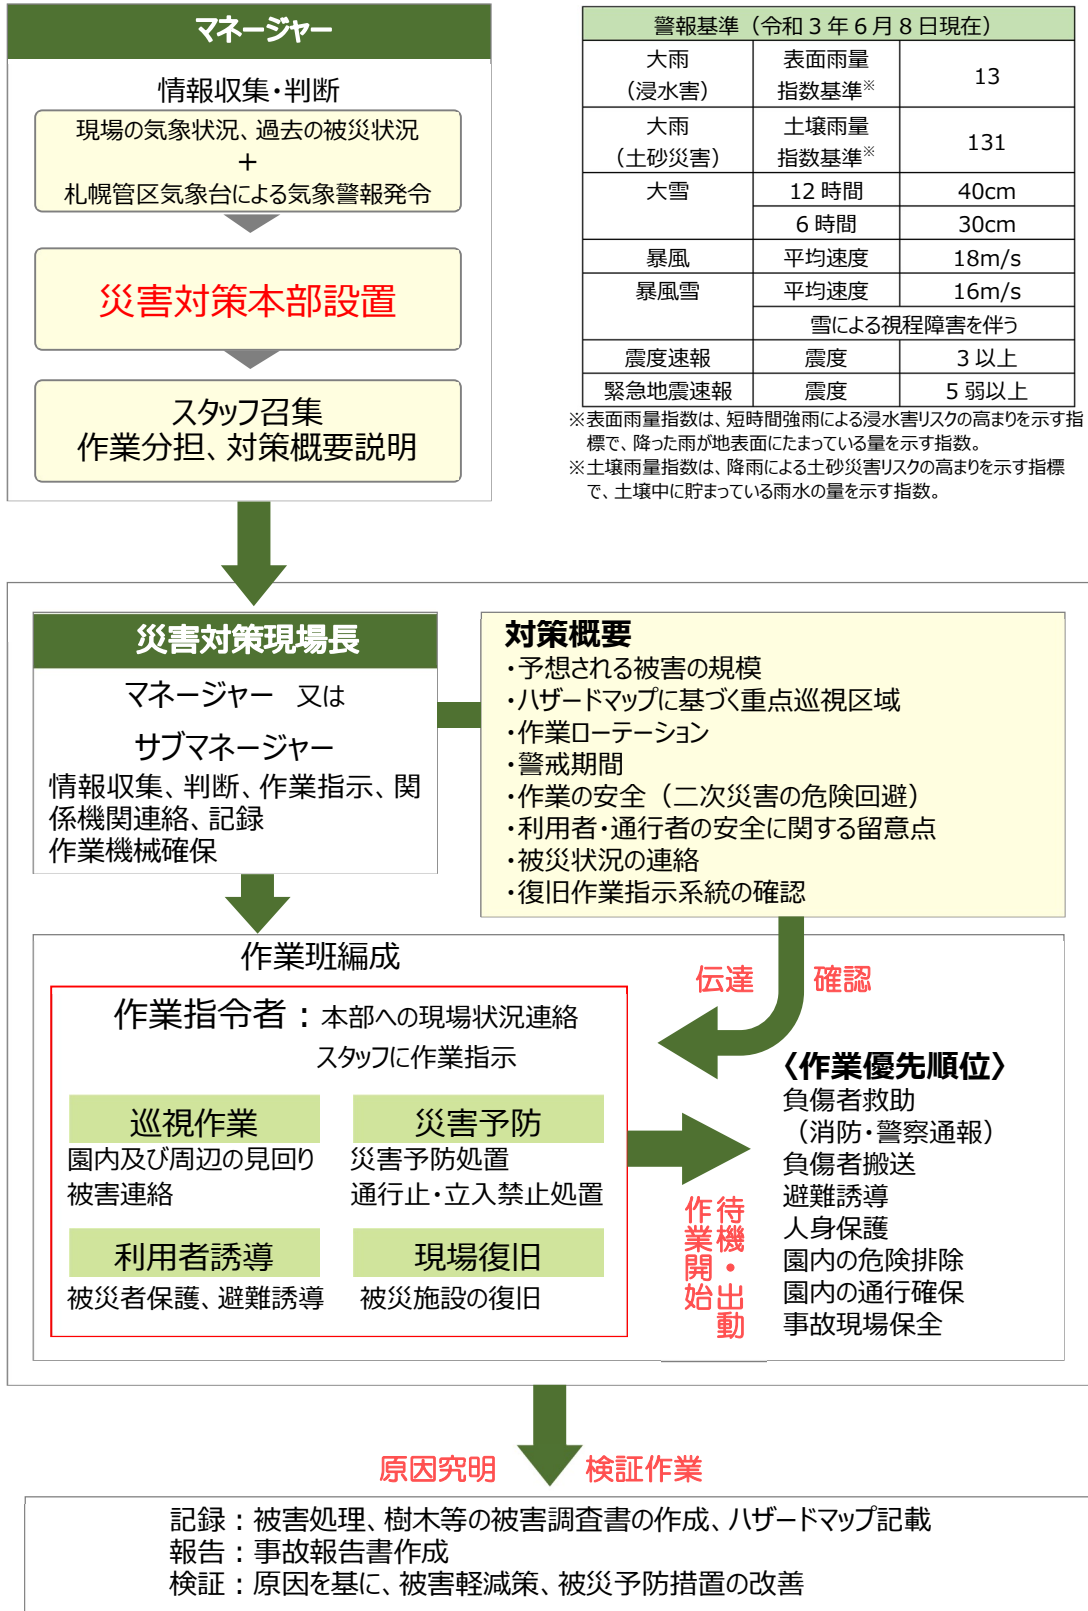 マネージャー
情報収集・判断
現場の気象状況、過去の被災状況
+
札幌管区気象台による気象警報発令
災害対策本部設置
スタッフ召集
作業分担、対策概要説明
警報基準（令和３年６月８日現在）
大雨
（浸水害）
表面雨量
指数基準※
13
大雨
（土砂災害）
土壌雨量
指数基準※
131
大雪
12時間
40cm
6時間
30cm
暴風
平均速度
18m/s
暴風雪
平均速度
16m/s
雪による視程障害を伴う
震度速報
震度
3以上
緊急地震速報
震度
5弱以上
※表面雨量指数は、短時間強雨による浸水害リスクの高まりを示す指
標で、降った雨が地表面にたまっている量を示す指数。
※土壌雨量指数は、降雨による土砂災害リスクの高まりを示す指標
で、土壌中に貯まっている雨水の量を示す指数。
災害対策現場長
マネージャー　又は
サブマネージャー
情報収集、判断、作業指示、関
係機関連絡、記録
作業機械確保
対策概要
・予想される被害の規模
・ハザードマップに基づく重点巡視区域
・作業ローテーション
・警戒期間
・作業の安全（二次災害の危険回避）
・利用者・通行者の安全に関する留意点
・被災状況の連絡
・復旧作業指示系統の確認
作業班編成
伝達　確認
作業指令者：本部への現場状況連絡
スタッフに作業指示
巡視作業
園内及び周辺の見回り
被害連絡
災害予防
災害予防処置
通行止・立入禁止処置
利用者誘導
被災者保護、避難誘導
現場復旧
被災施設の復旧
待機・出動
作業開始
〈作業優先順位〉
負傷者救助
（消防・警察通報）
負傷者搬送
避難誘導
人身保護
園内の危険排除
園内の通行確保
事故現場保全
原因究明　検証作業
記録：被害処理、樹木等の被害調査書の作成、ハザードマップ記載
報告：事故報告書作成
検証：原因を基に、被害軽減策、被災予防措置の改善